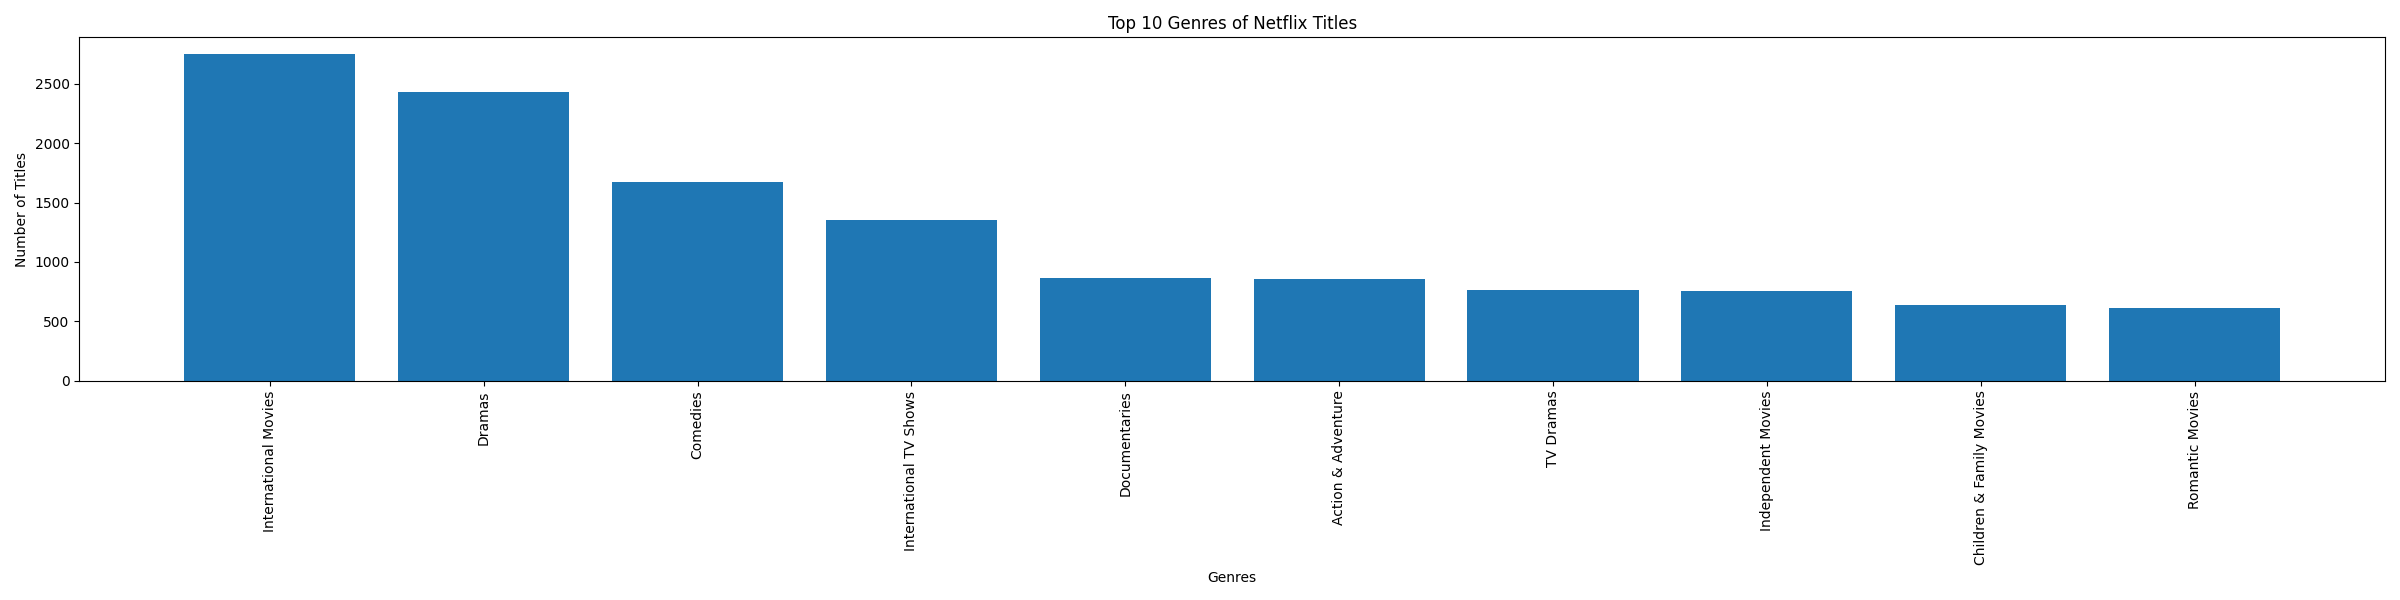 Top 10 Genres of Netflix Titles
Number of Titles
2500
2000
1500
1000
500
0
International Movies
Dramas
Comedies
International TV Shows
Documentaries
Action & Adventure
TV Dramas
Independent Movies
Children & Family Movies
Romantic Movies
Genres